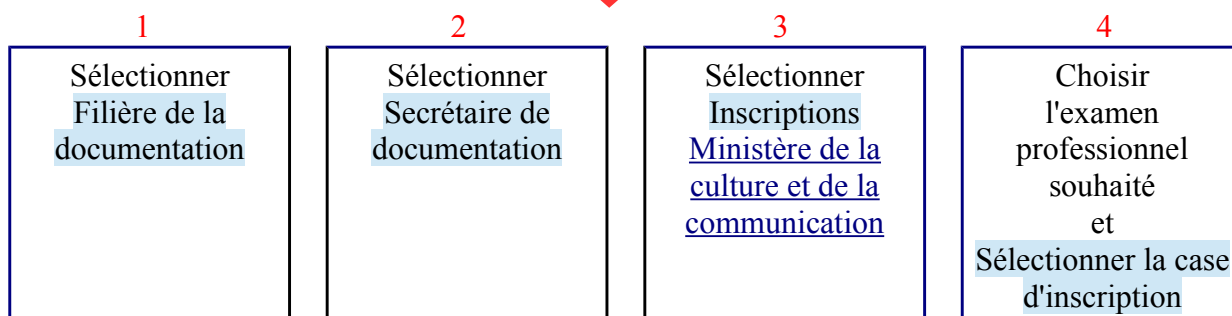 1
Sélectionner
Filière de la
documentation
2
Sélectionner
Secrétaire de
documentation
3
Sélectionner
Inscriptions
Ministère de la
culture et de la
communication
4
Choisir
l'examen
professionnel
souhaité
et
Sélectionner la case
d'inscription